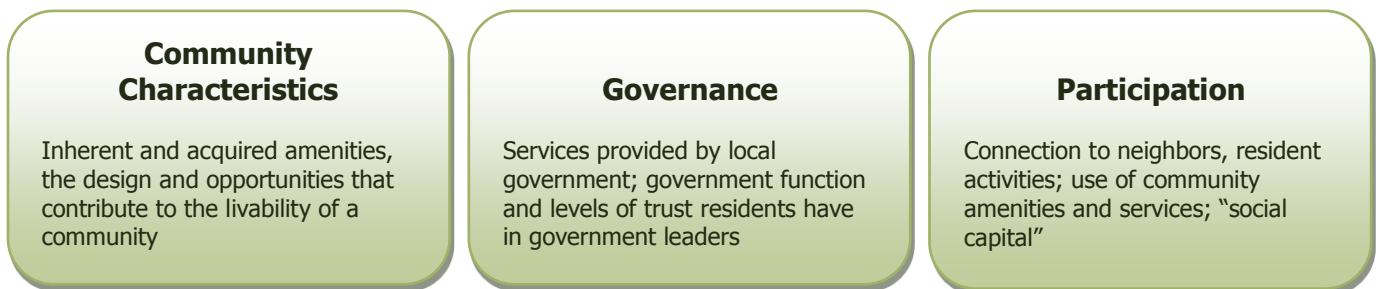 Community
Characteristics
Inherent and acquired amenities,
the design and opportunities that
contribute to the livability of a
community
Governance
Services provided by local
government; government function
and levels of trust residents have
in government leaders
Participation
Connection to neighbors, resident
activities; use of community
amenities and services; “social
capital”